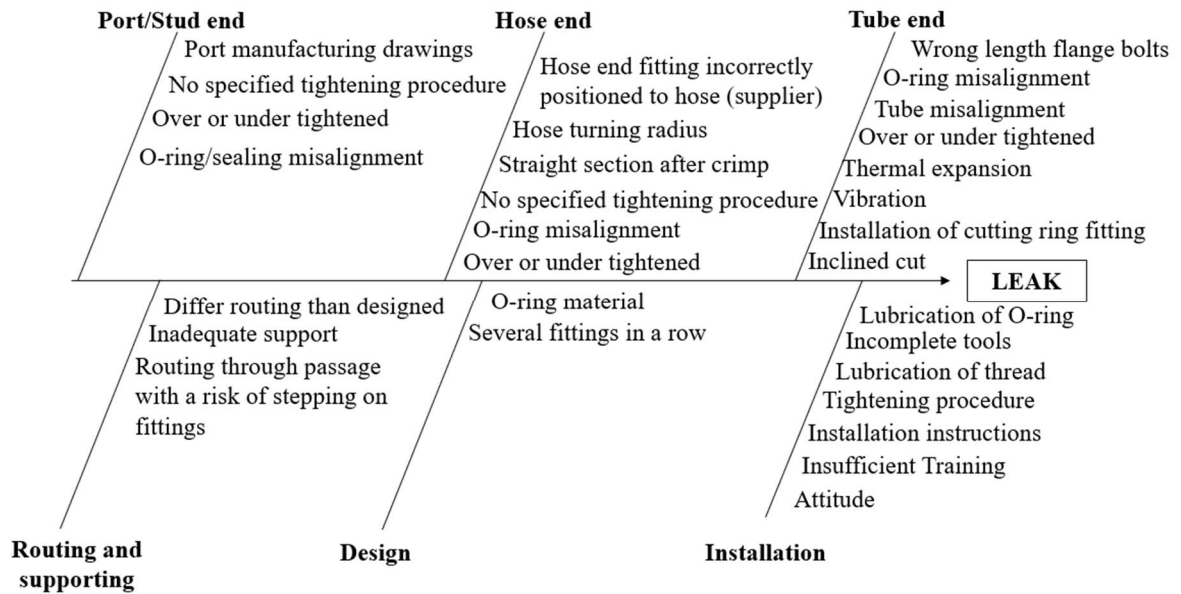 Port/Stud end
Port manufacturing drawings
No specified tightening procedure
Over or under tightened
O-ring/sealing misalignment
Hose end
Hose end fitting incorrectly
positioned to hose (supplier)
Hose turning radius
Straight section after crimp
No specified tightening procedure
O-ring misalignment
Over or under tightened
Tube end
Wrong length flange bolts
O-ring misalignment
Tube misalignment
Over or under tightened
Thermal expansion
Vibration
Installation of cutting ring fitting
Inclined cut
LEAK
Differ routing than designed
Inadequate support
Routing through passage
with a risk of stepping on
fittings
Routing and
supporting
O-ring material
Several fittings in a row
Design
Lubrication of O-ring
Incomplete tools
Lubrication of thread
Tightening procedure
Installation instructions
Insufficient Training
Attitude
Installation